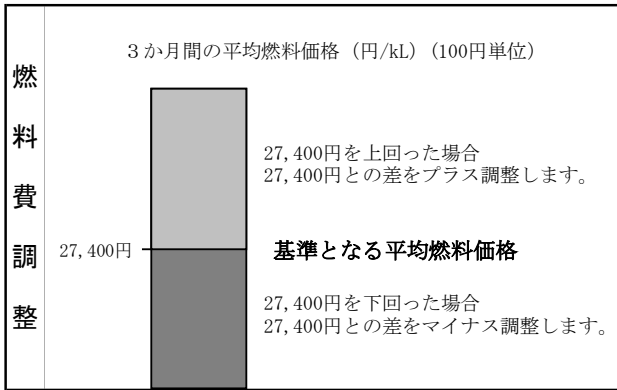 燃料費調整
３か月間の平均燃料価格（円/kL）(100円単位)
27,400円を上回った場合
27,400円との差をプラス調整します。
27,400円
基準となる平均燃料価格
27,400円を下回った場合
27,400円との差をマイナス調整します。